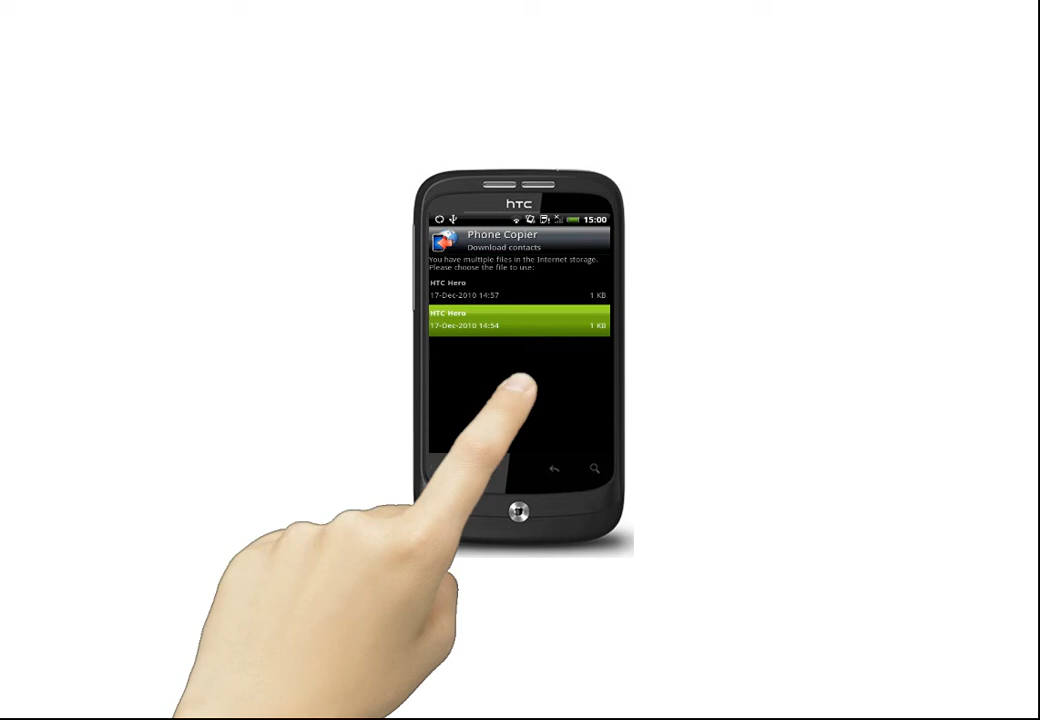 hTC
15:00
Phone Copier
Download contacts
You have multiple files in the Internet storage.
Please choose the file to use:
HTC Hero
17-Dec-2010 14:57 1 KB
HTC Hero
17-Dec-2010 14:54 1 KB